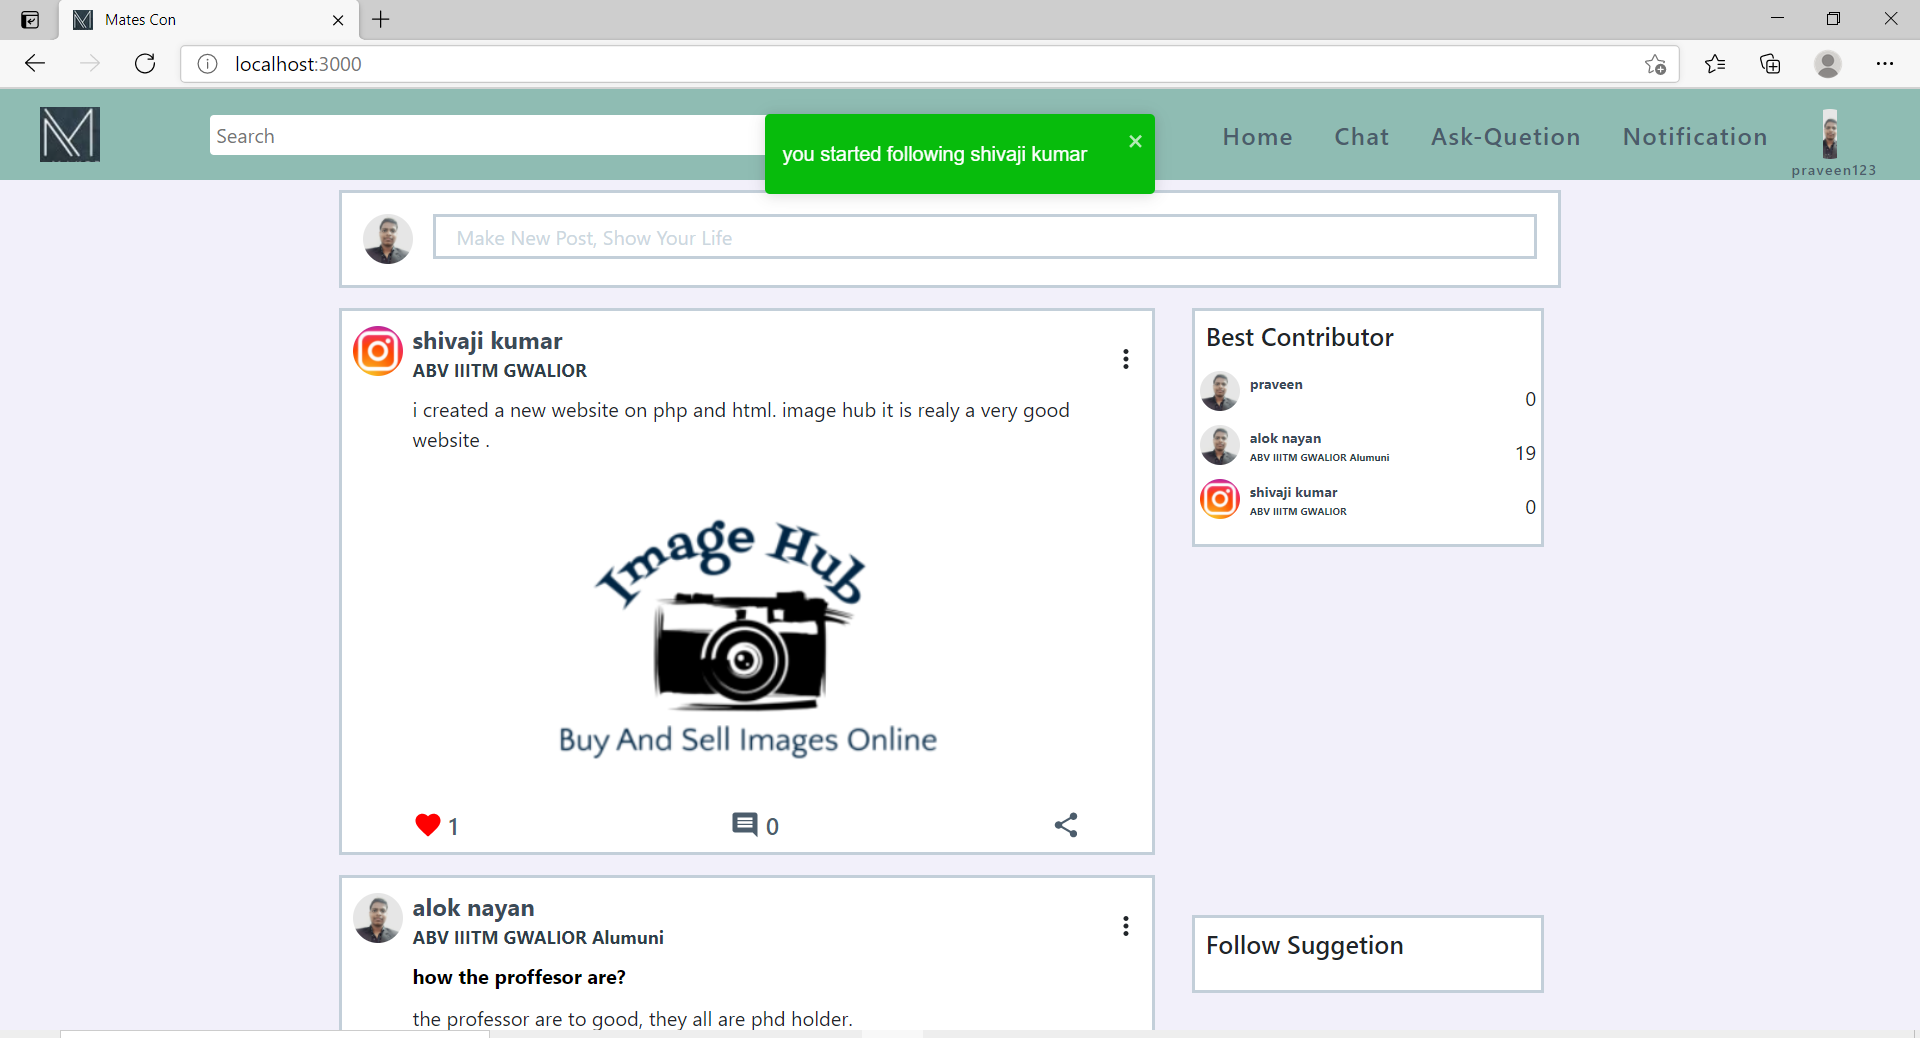 Mates Con
localhost:3000
Search
you started following shivaji kumar
Home
Chat
Ask-Quetion
Notification
praveen123
Make New Post, Show Your Life
shivaji kumar
ABV IIITM GWALIOR
i created a new website on php and html. image hub it is realy a very good
website .
Image Hub
Buy And Sell Images Online
1
0
alok nayan
ABV IIITM GWALIOR Alumuni
how the proffesor are?
the professor are to good, they all are phd holder.
Best Contributor
praveen
0
alok nayan
ABV IIITM GWALIOR Alumuni
19
shivaji kumar
ABV IIITM GWALIOR
0
Follow Suggetion